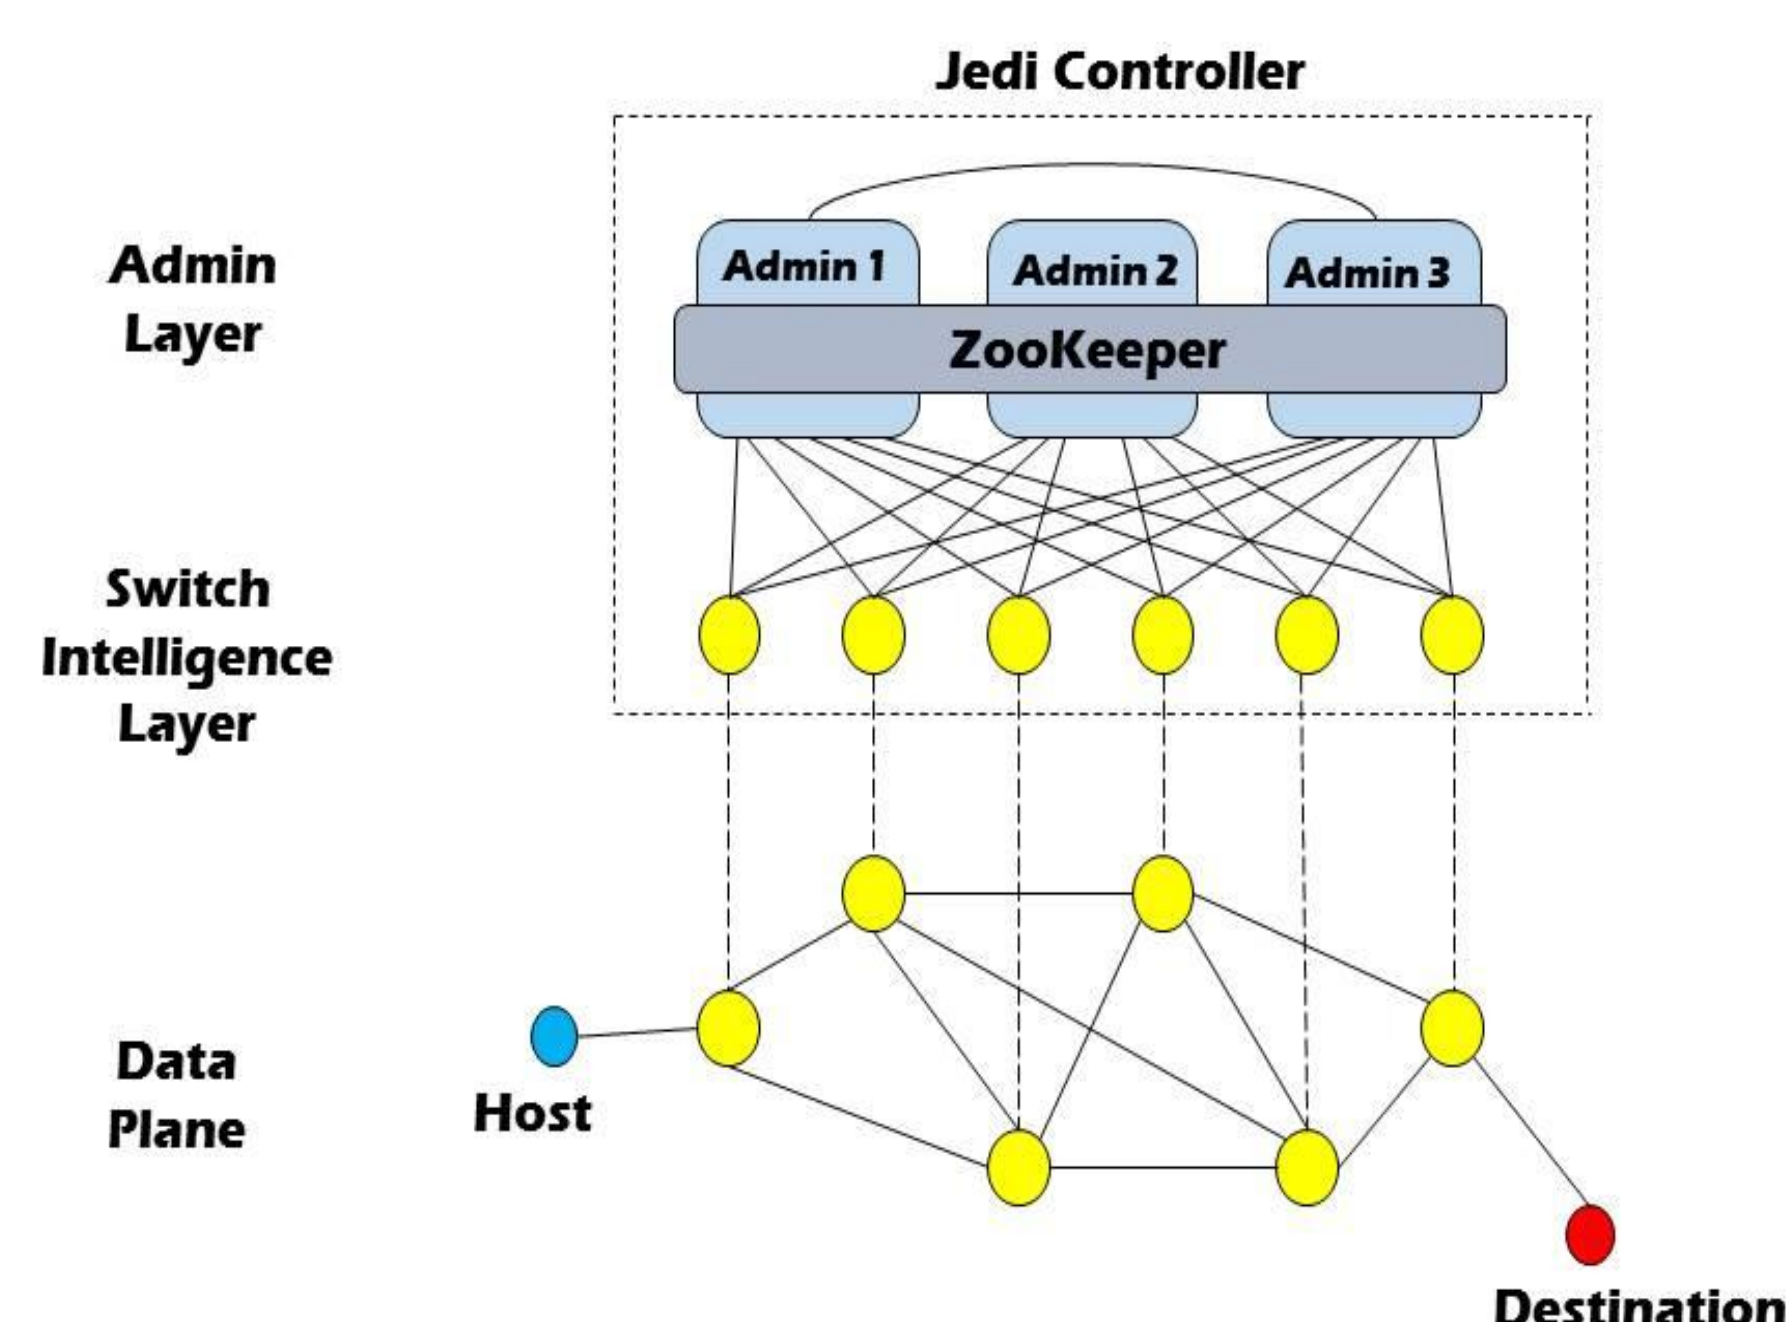 Jedi Controller
Admin
Layer
Admin 1
Admin 2
Admin 3
ZooKeeper
Switch
Intelligence
Layer
Data
Plane
Host
Destination